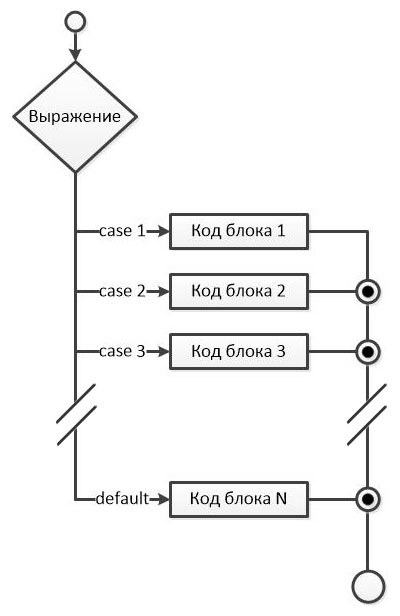 Выражение
case 1
Код блока 1
case 2
Код блока 2
case 3
Код блока 3
default
Код блока N